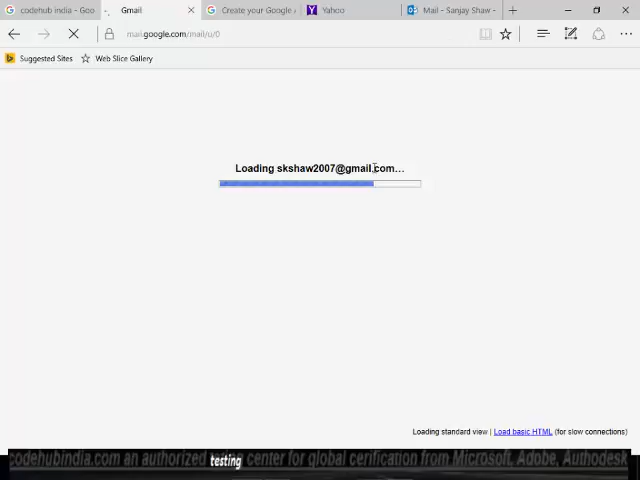 codehub india - Goo
Gmail
Create your Google A
Yahoo
Mail - Sanjay Shaw -
mail.google.com/mail/u/0
Suggested Sites
Web Slice Gallery
Loading skshaw2007@gmail.com...
Loading standard view | Load basic HTML (for slow connections)
codehubindia.com an authorized testing center for global cerification from Microsoft, Adobe, Authodesk